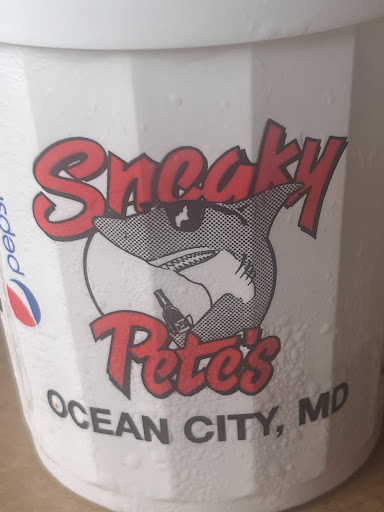 Sneaky
Pete's
OCEAN CITY, MD
pepsi